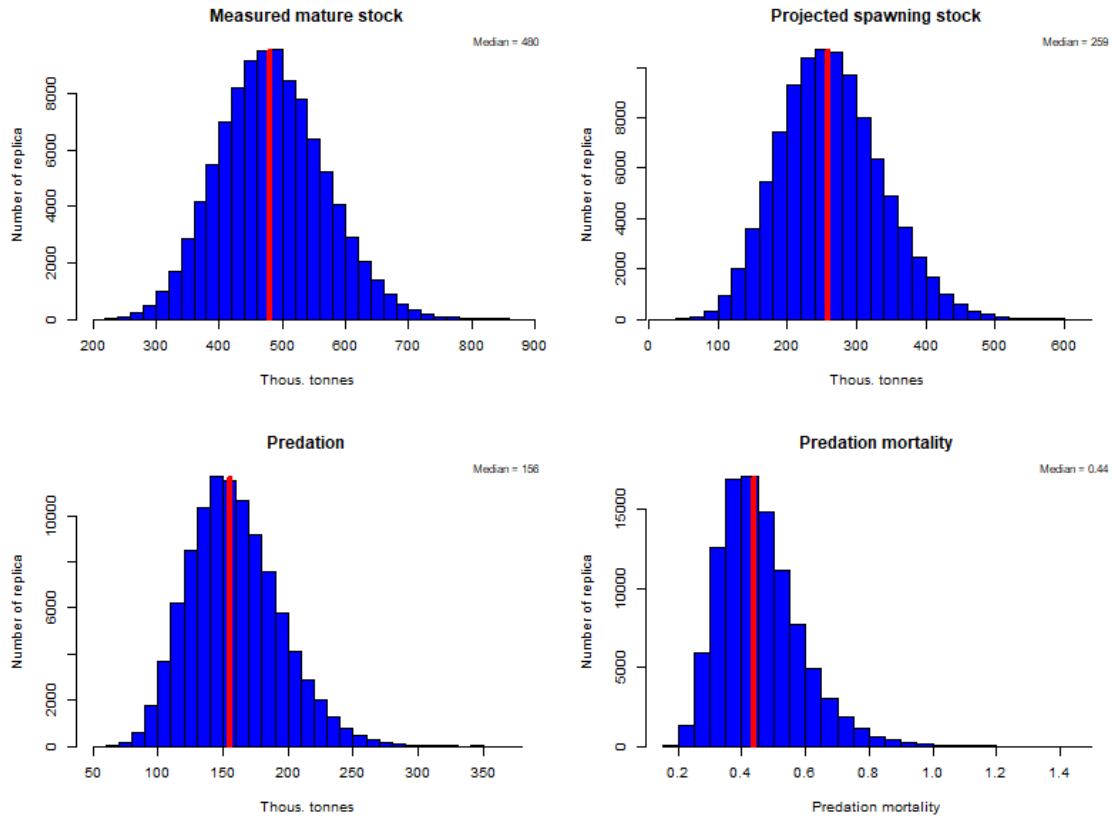 Measured mature stock
Median = 480
Number of replica
0 2000 4000 6000 8000
200 300 400 500 600 700 800 900
Thous. tonnes
Projected spawning stock
Median = 259
Number of replica
0 2000 4000 6000 8000
0 100 200 300 400 500 600
Thous. tonnes
Predation
Median = 156
Number of replica
0 2000 6000 10000
50 100 150 200 250 300 350
Thous. tonnes
Predation mortality
Median = 0.44
Number of replica
0 5000 10000 15000
0.2 0.4 0.6 0.8 1.0 1.2 1.4
Predation mortality